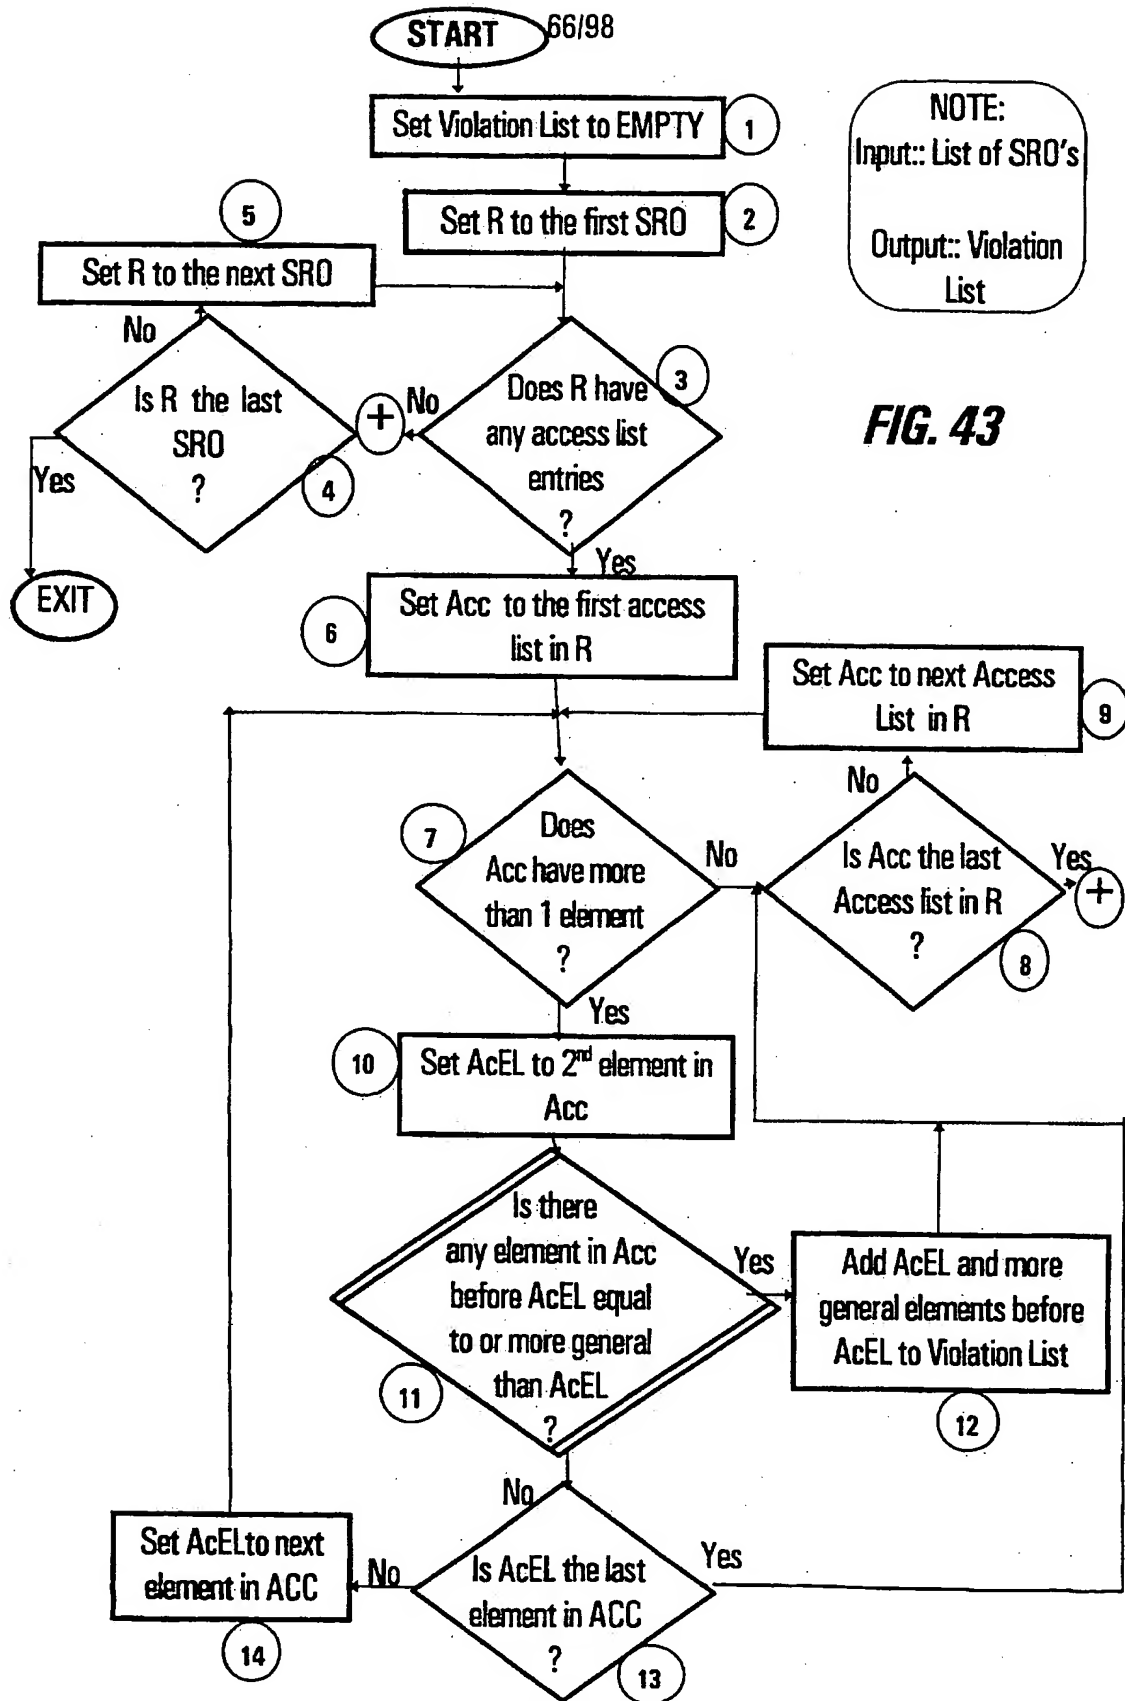 START
66/98
Set Violation List to EMPTY
1
NOTE:
Input:: List of SRO's
Output:: Violation
List
Set R to the first SRO
2
5
Set R to the next SRO
No
Is R the last
SRO
?
4
Yes
EXIT
+
No
Does R have
any access list
entries
?
3
Yes
FIG. 43
6
Set Acc to the first access
list in R
Set Acc to next Access
List in R
9
No
7
Does
Acc have more
than 1 element
?
No
Is Acc the last
Access list in R
?
8
Yes
+
Yes
10
Set AcEL to 2nd element in
Acc
Is there
any element in Acc
before AcEL equal
to or more general
than AcEL
?
11
Yes
Add AcEL and more
general elements before
AcEL to Violation List
12
No
Set AcEL to next
element in ACC
14
No
Is AcEL the last
element in ACC
?
13
Yes